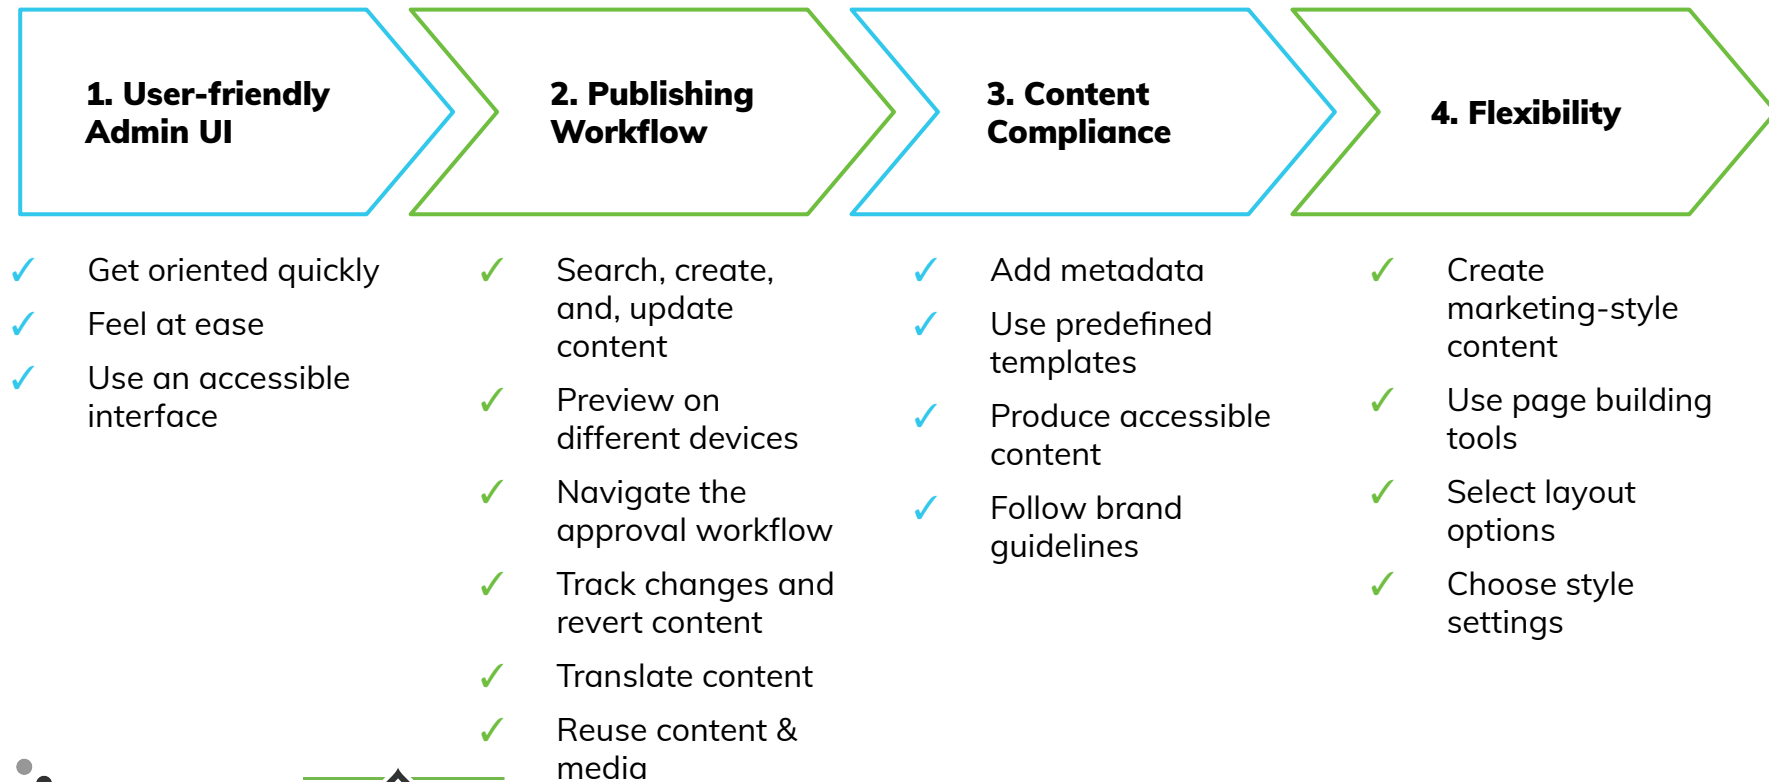 1. User-friendly
Admin UI
2. Publishing
Workflow
3. Content
Compliance
4. Flexibility
✓ Get oriented quickly
✓ Feel at ease
✓ Use an accessible
interface
✓ Search, create,
and, update
content
✓ Preview on
different devices
✓ Navigate the
approval workflow
✓ Track changes and
revert content
✓ Translate content
✓ Reuse content &
media
✓ Add metadata
✓ Use predefined
templates
✓ Produce accessible
content
✓ Follow brand
guidelines
✓ Create
marketing-style
content
✓ Use page building
tools
✓ Select layout
options
✓ Choose style
settings